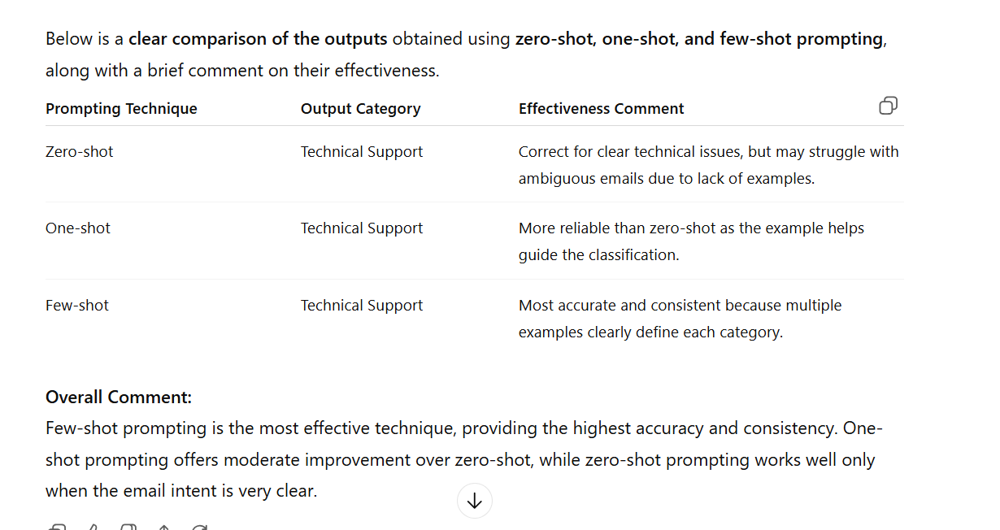 Below is a clear comparison of the outputs obtained using zero-shot, one-shot, and few-shot prompting,
along with a brief comment on their effectiveness.
Prompting Technique Output Category Effectiveness Comment
Zero-shot Technical Support Correct for clear technical issues, but may struggle with
ambiguous emails due to lack of examples.
One-shot Technical Support More reliable than zero-shot as the example helps
guide the classification.
Few-shot Technical Support Most accurate and consistent because multiple
examples clearly define each category.
Overall Comment:
Few-shot prompting is the most effective technique, providing the highest accuracy and consistency. One-
shot prompting offers moderate improvement over zero-shot, while zero-shot prompting works well only
when the email intent is very clear.